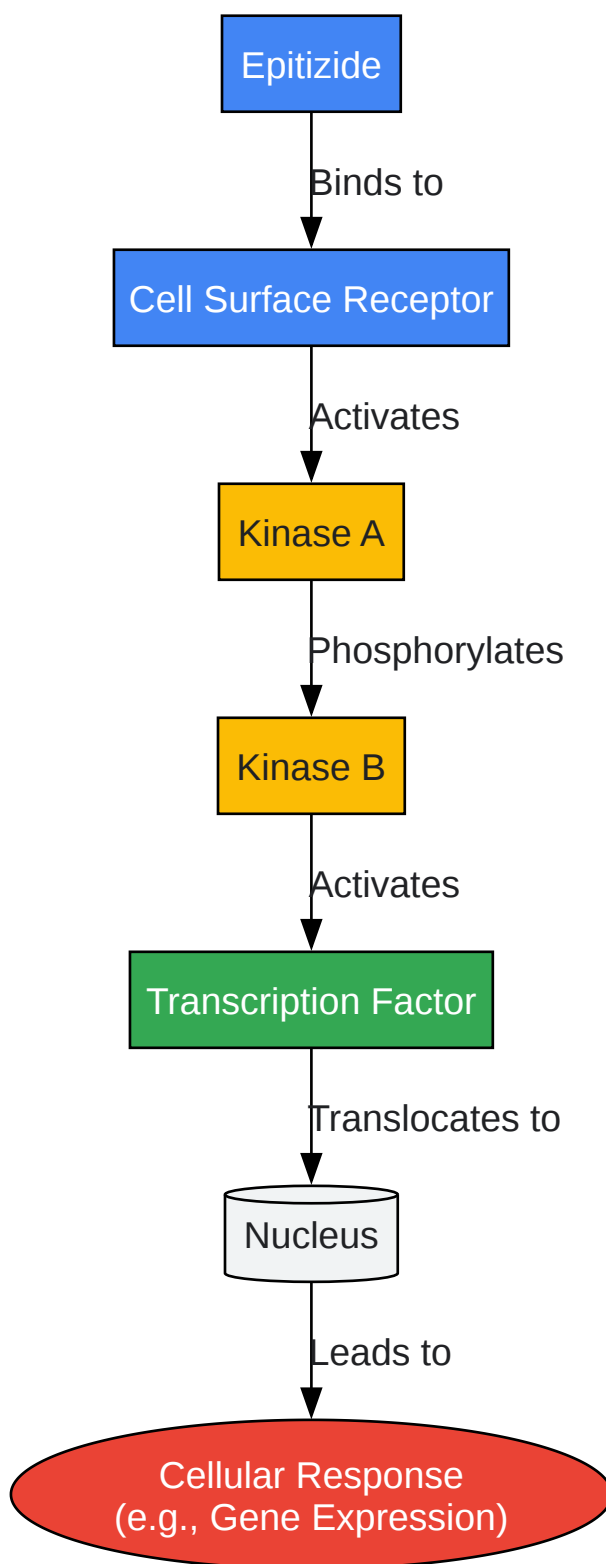 Epitizide
Binds to
Cell Surface Receptor
Activates
Kinase A
Phosphorylates
Kinase B
Activates
Transcription Factor
Translocates to
Nucleus
Leads to
Cellular Response
(e.g., Gene Expression)